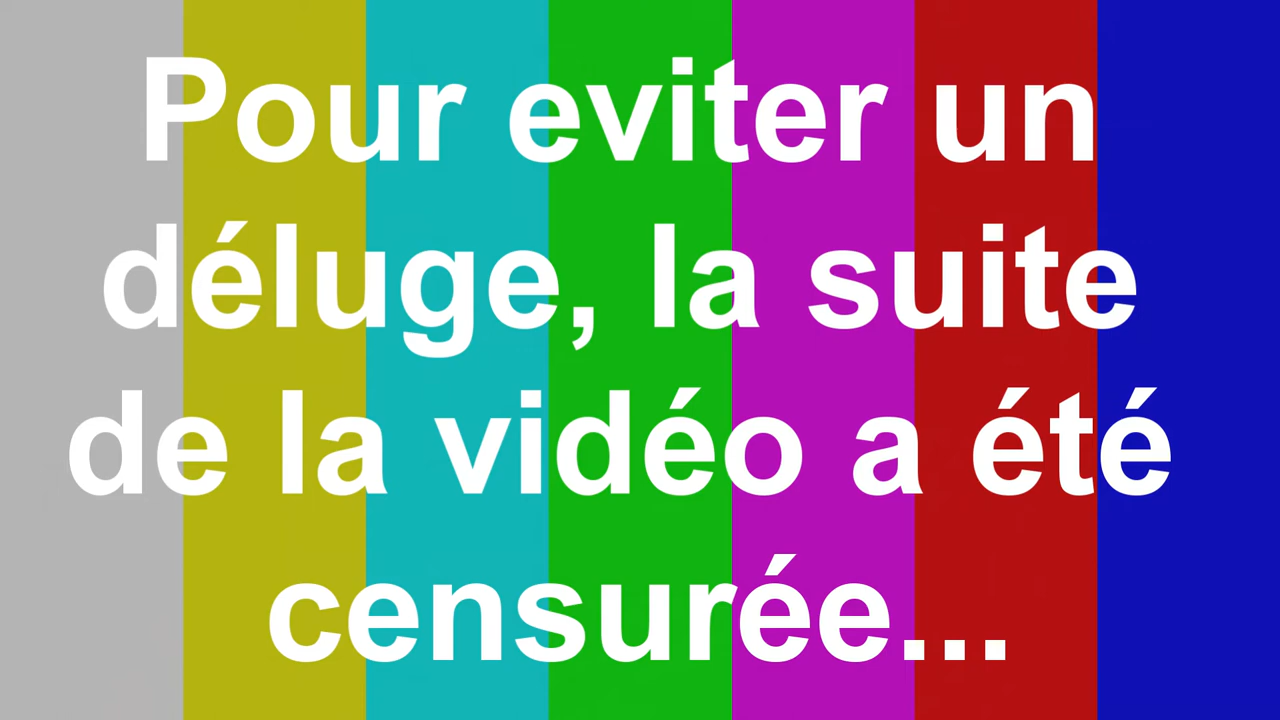 Pour eviter un
déluge, la suite
de la vidéo a été
censurée...